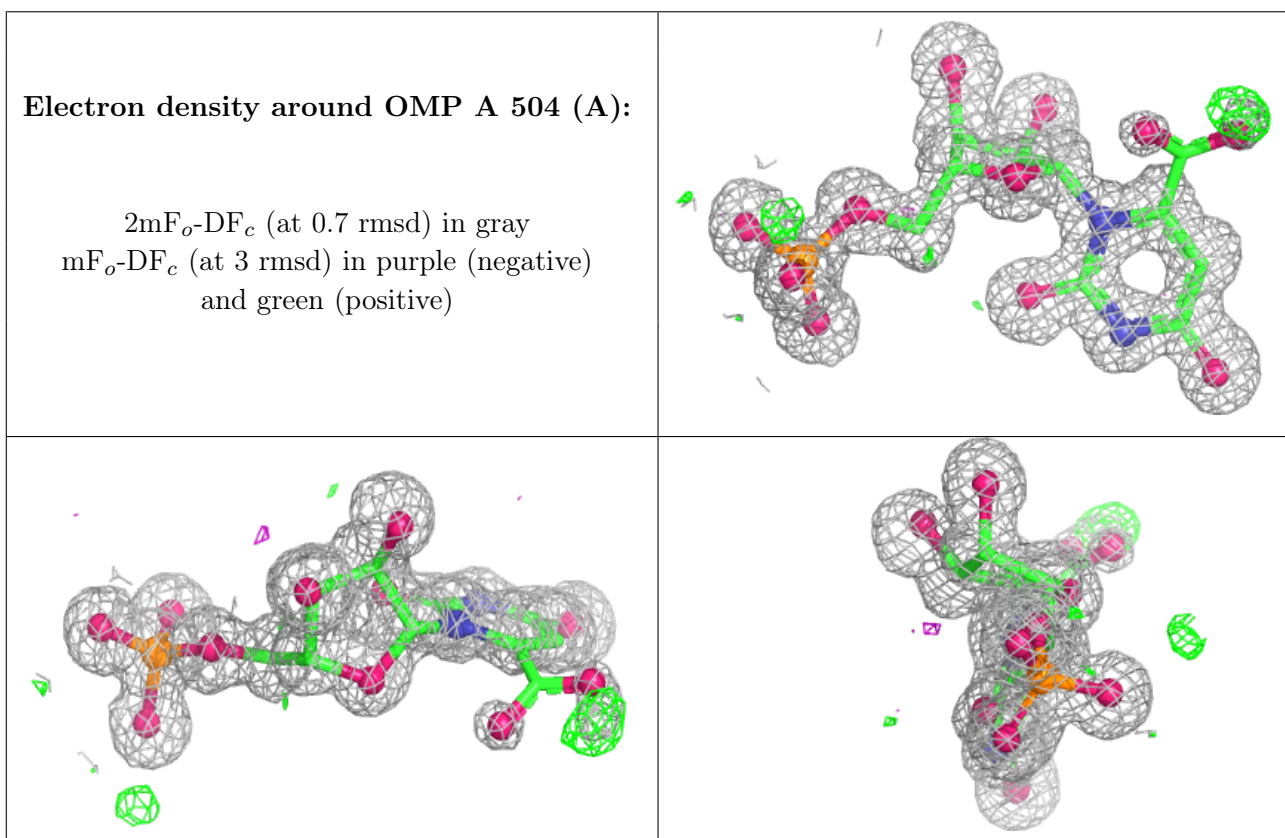 Electron density around OMP A 504 (A):
2mFo-DFc (at 0.7 rmsd) in gray
mFo-DFc (at 3 rmsd) in purple (negative)
and green (positive)